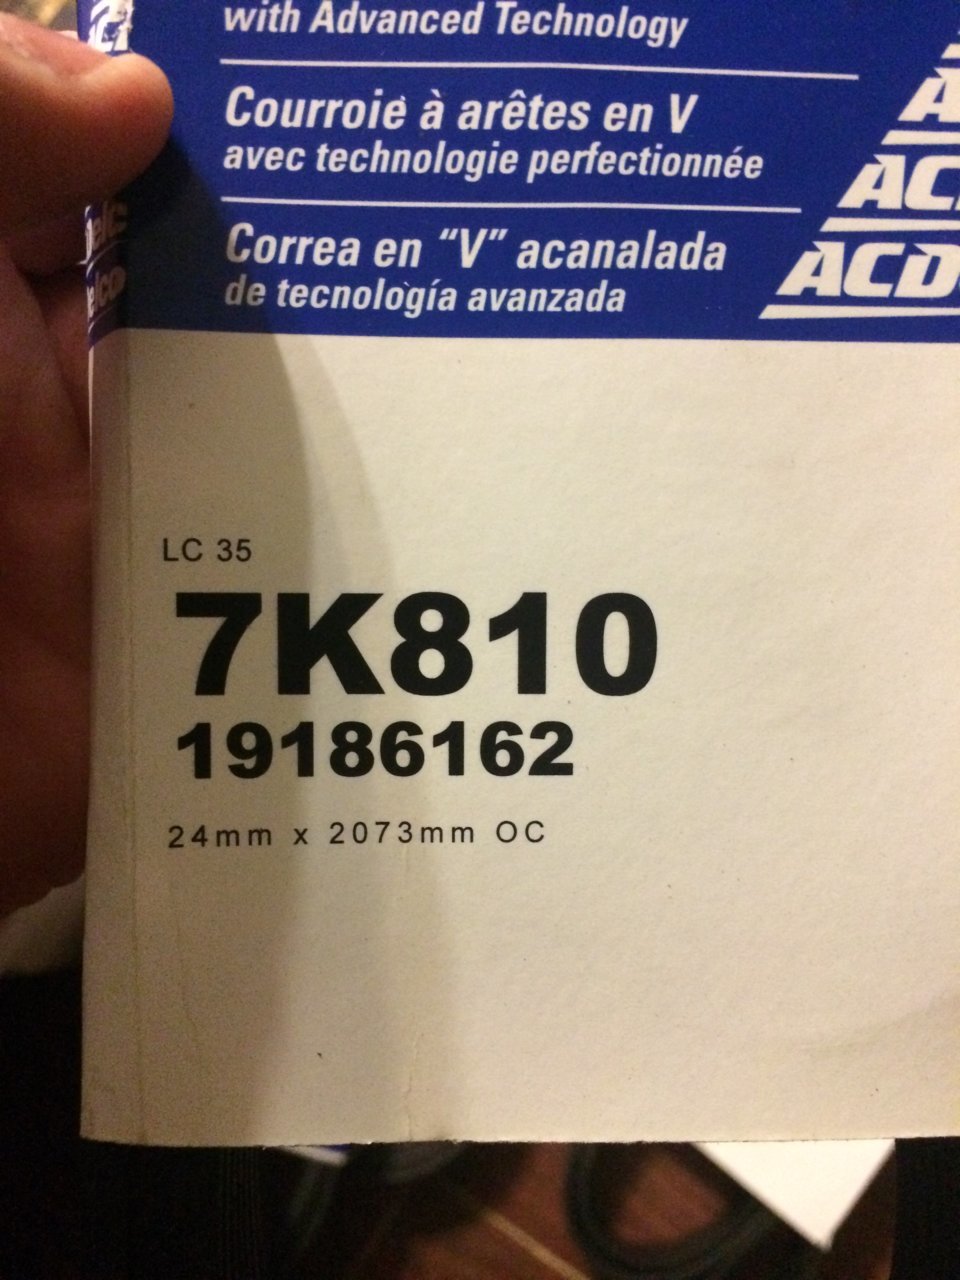 with Advanced Technology
Courroie à arêtes en V
avec technologie perfectionnée
Correa en "V" acanalada
de tecnología avanzada
ACD
LC 35
7K810
19186162
24mm x 2073mm OC